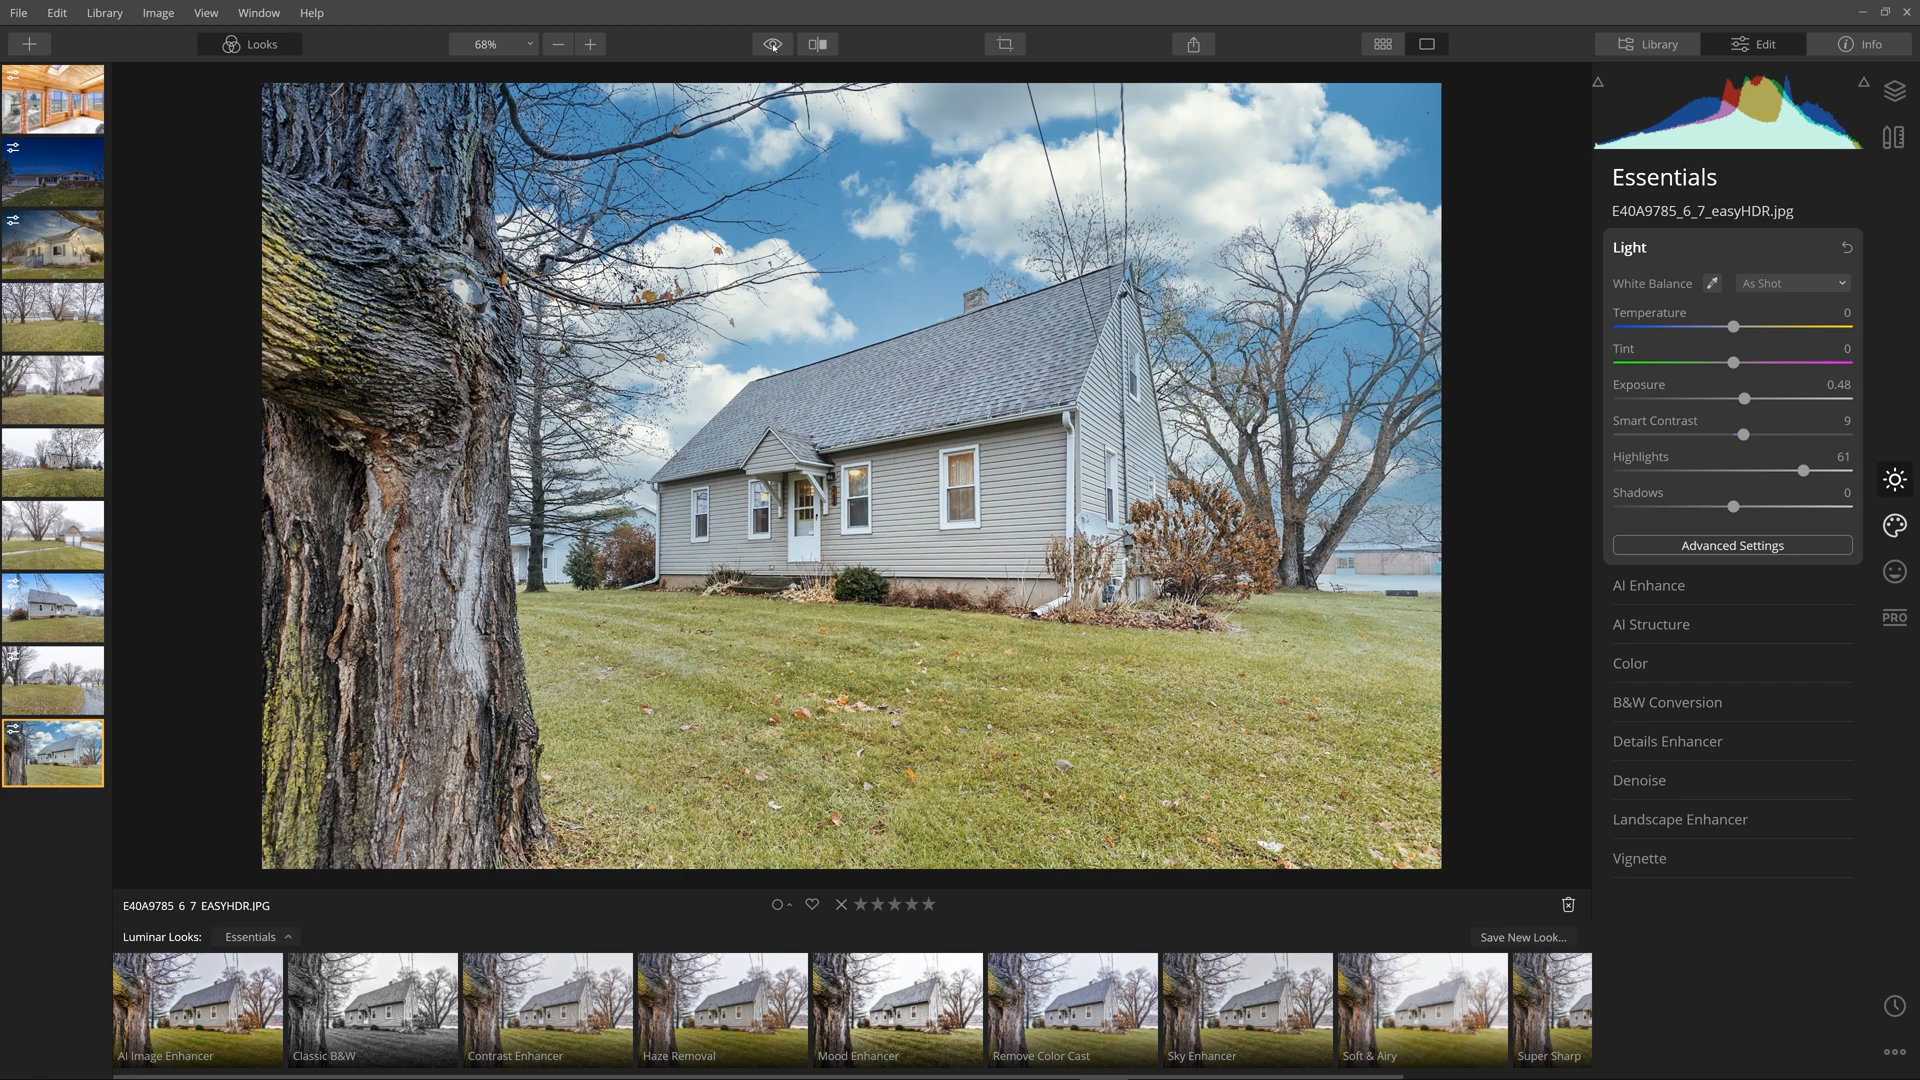 File Edit Library Image View Window Help
Looks 68% Library Edit Info
Essentials
E40A9785_6_7_easyHDR.jpg
Light
White Balance As Shot
Temperature 0
Tint 0
Exposure 0.48
Smart Contrast 9
Highlights 61
Shadows 0
Advanced Settings
AI Enhance
AI Structure
Color
B&W Conversion
Details Enhancer
Denoise
Landscape Enhancer
Vignette
PRO
E40A9785 6 7 EASYHDR.JPG
Luminar Looks: Essentials Save New Look...
AI Image Enhancer Classic B&W Contrast Enhancer Haze Removal Mood Enhancer Remove Color Cast Sky Enhancer Soft & Airy Super Sharp